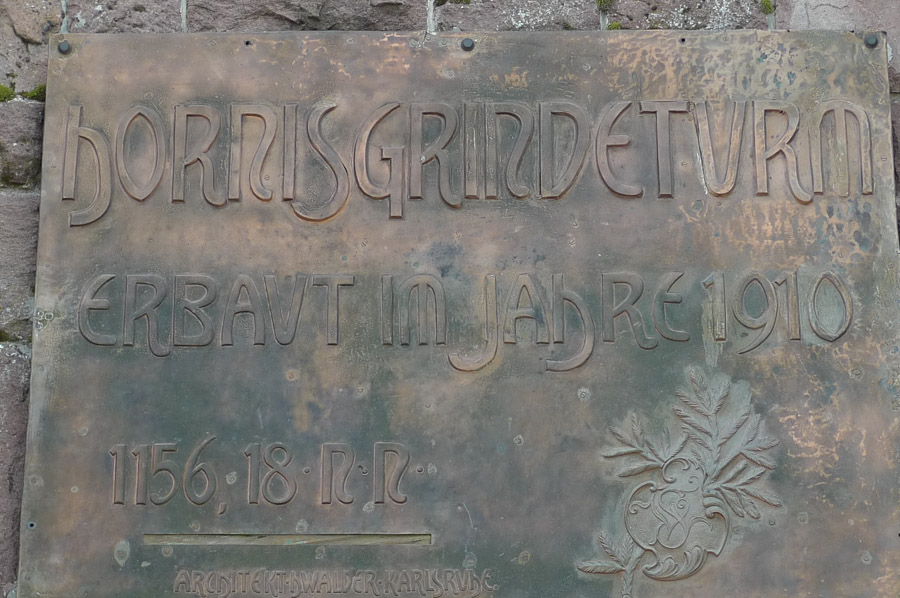 HORNISGRINDETURM
ERBAUT IM JAHRE 1910
1156,18·N·N·
ARCHITEKT·K·WALDER·KARLSRUHE